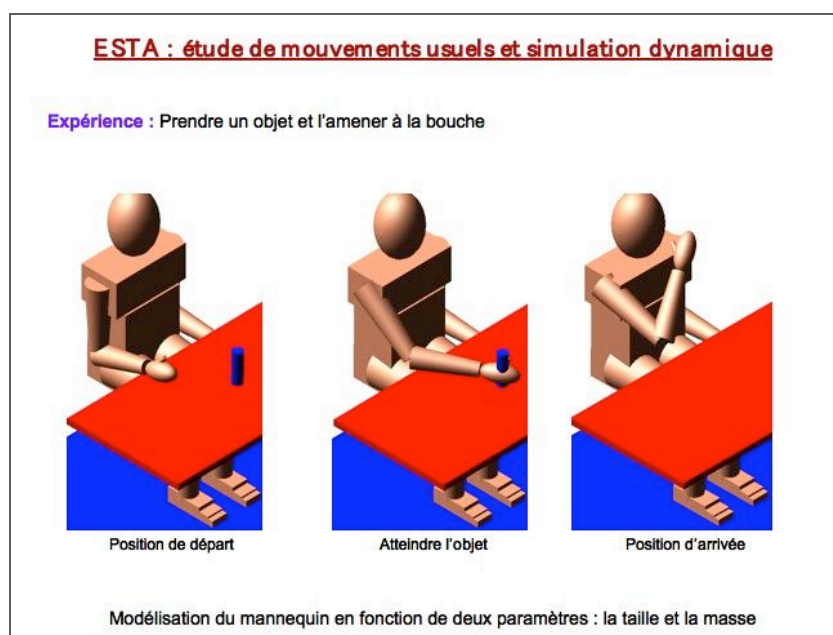 ESTA : étude de mouvements usuels et simulation dynamique
Expérience : Prendre un objet et l'amener à la bouche
Position de départ
Atteindre l'objet
Position d'arrivée
Modélisation du mannequin en fonction de deux paramètres : la taille et la masse